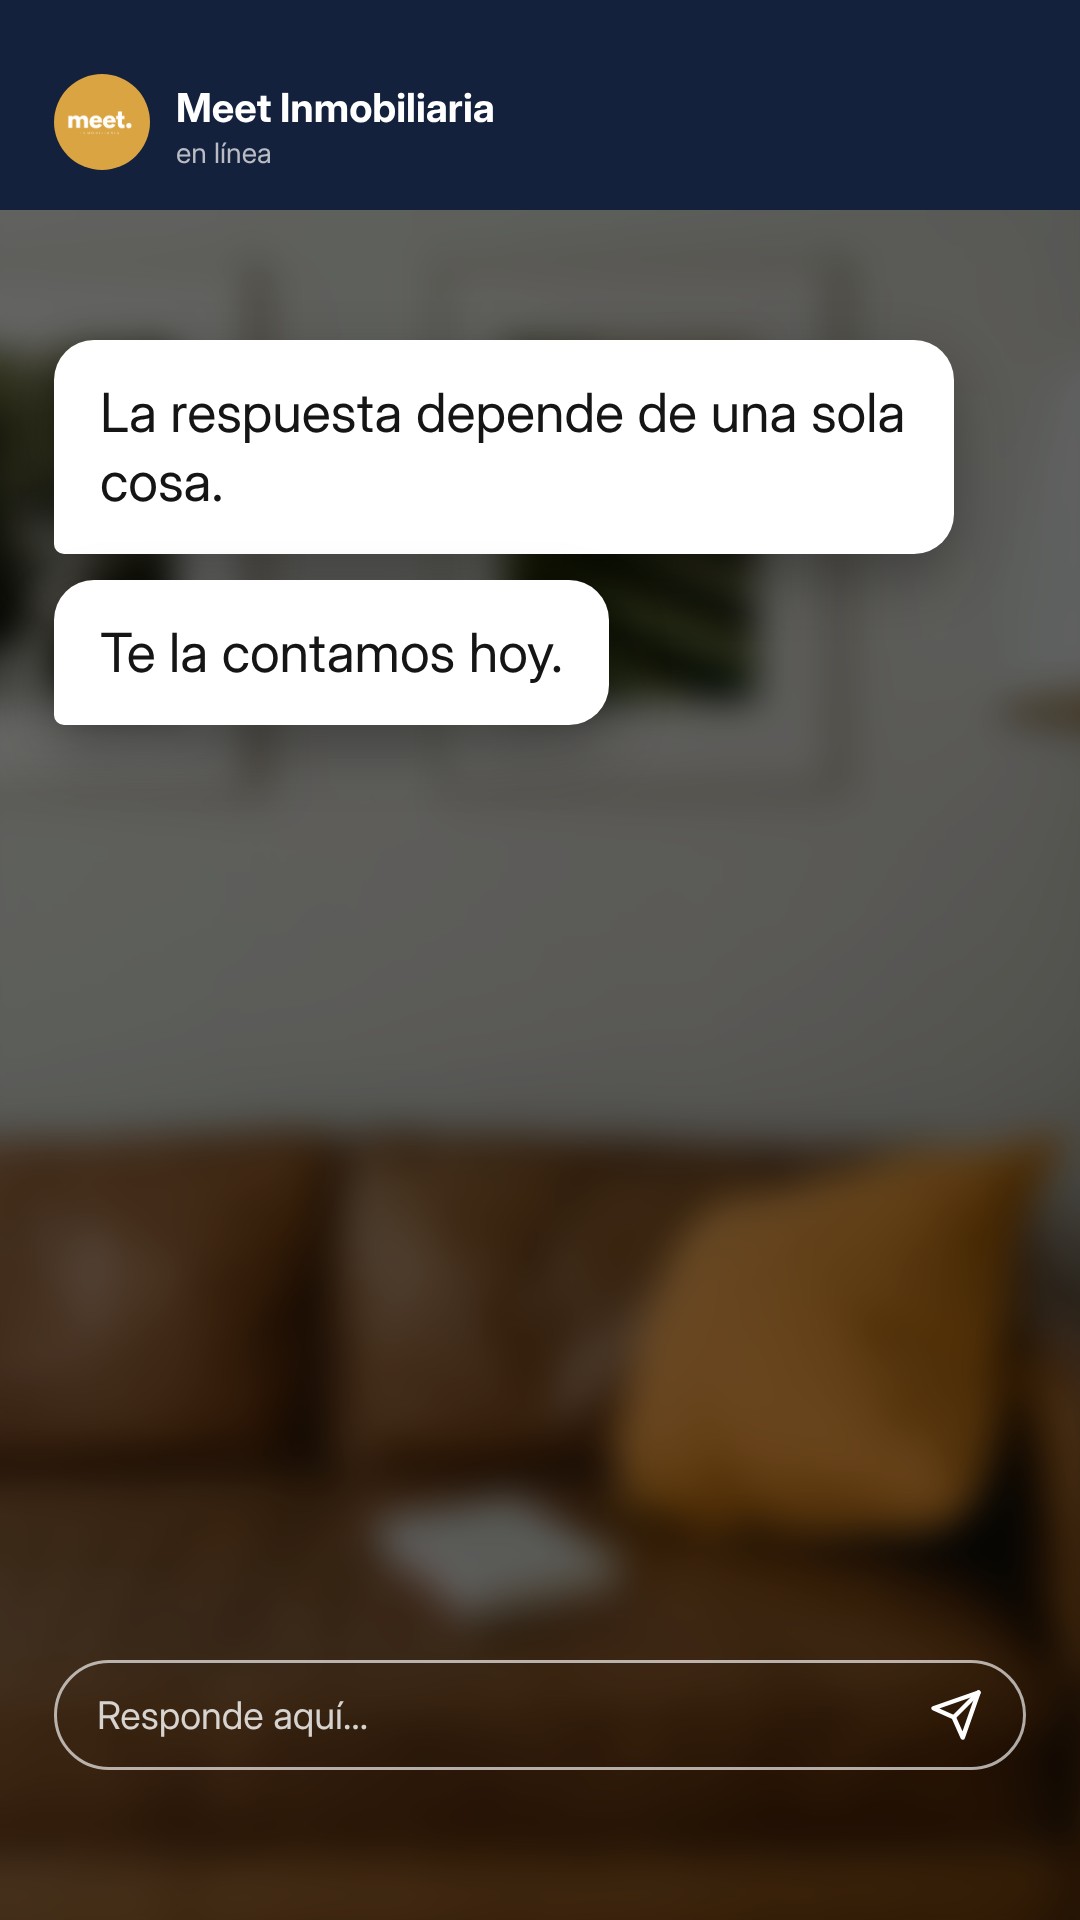 meet.
Meet Inmobiliaria
en línea
La respuesta depende de una sola
cosa.
Te la contamos hoy.
Responde aquí...